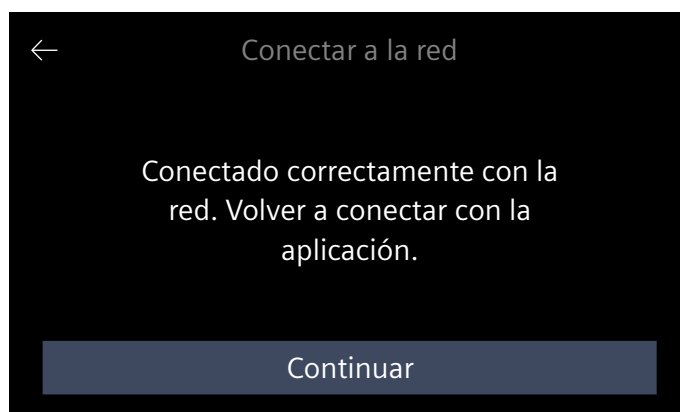 Conectar a la red
Conectado correctamente con la
red. Volver a conectar con la
aplicación.
Continuar